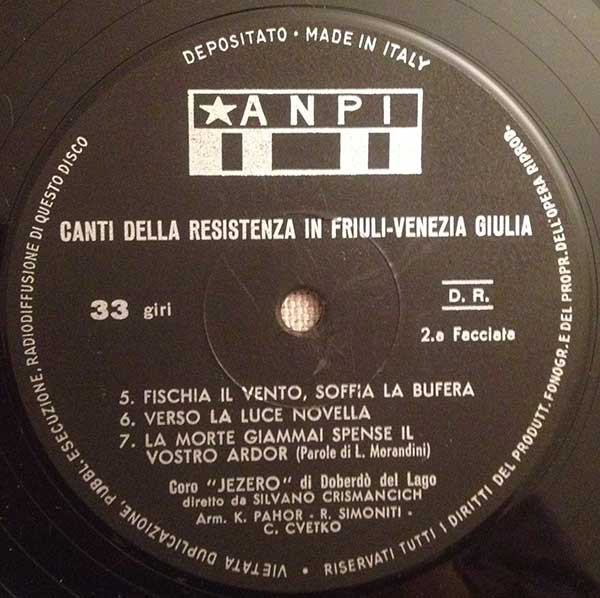 DEPOSITATO · MADE IN ITALY
★ANPI
CANTI DELLA RESISTENZA IN FRIULI-VENEZIA GIULIA
33 giri
D. R.
2.a Facciata
5. FISCHIA IL VENTO, SOFFIA LA BUFERA
6. VERSO LA LUCE NOVELLA
7. LA MORTE GIAMMAI SPENSE IL
VOSTRO ARDOR (Parole di L. Morandini)
Coro "JEZERO" di Doberdò del Lago
diretto da SILVANO CRISMANCICH
Arm. K. PAHOR - R. SIMONITI -
C. CVETKO
VIETATA DUPLICAZIONE, PUBBL. ESECUZIONE, RADIODIFFUSIONE DI QUESTO DISCO
RISERVATI TUTTI I DIRITTI DEL PRODUTT. FONOGR. E DEL PROPR. DELL'OPERA RIPROD.